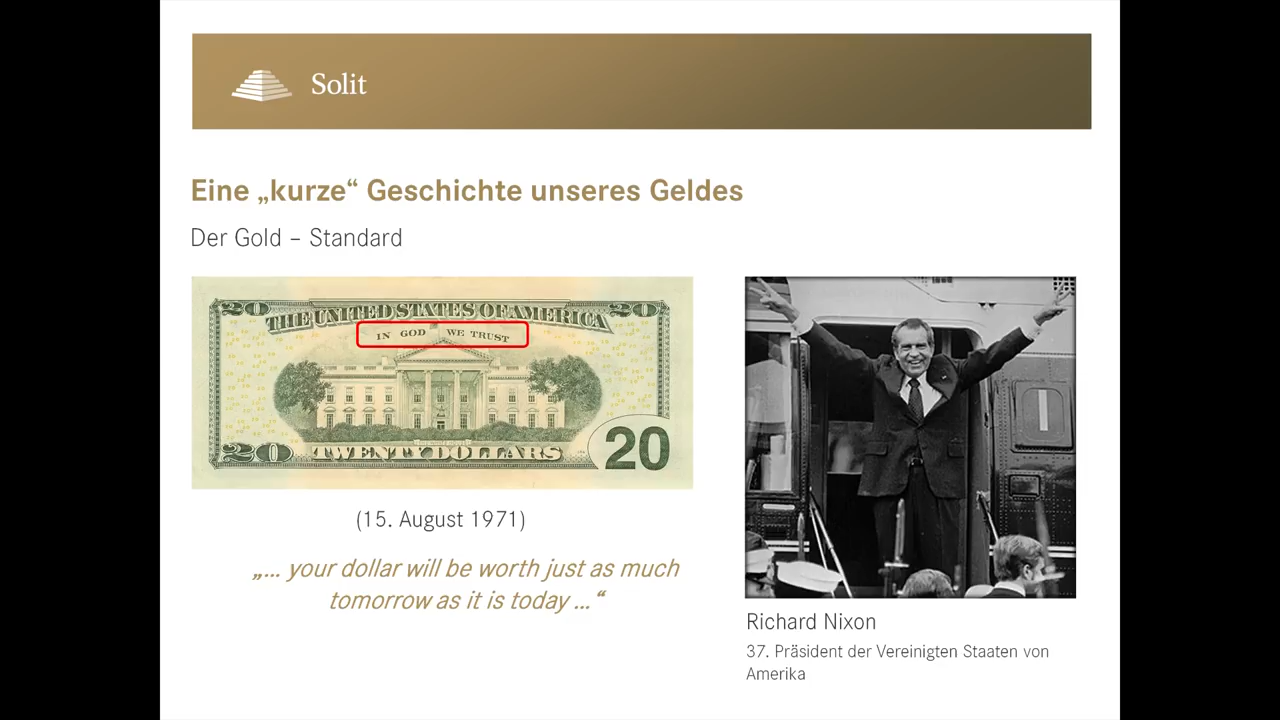 Solit
Eine „kurze“ Geschichte unseres Geldes
Der Gold – Standard
20 20
THE UNITED STATES OF AMERICA
IN GOD WE TRUST
20 TWENTY DOLLARS 20
(15. August 1971)
„... your dollar will be worth just as much
tomorrow as it is today ...“
Richard Nixon
37. Präsident der Vereinigten Staaten von
Amerika